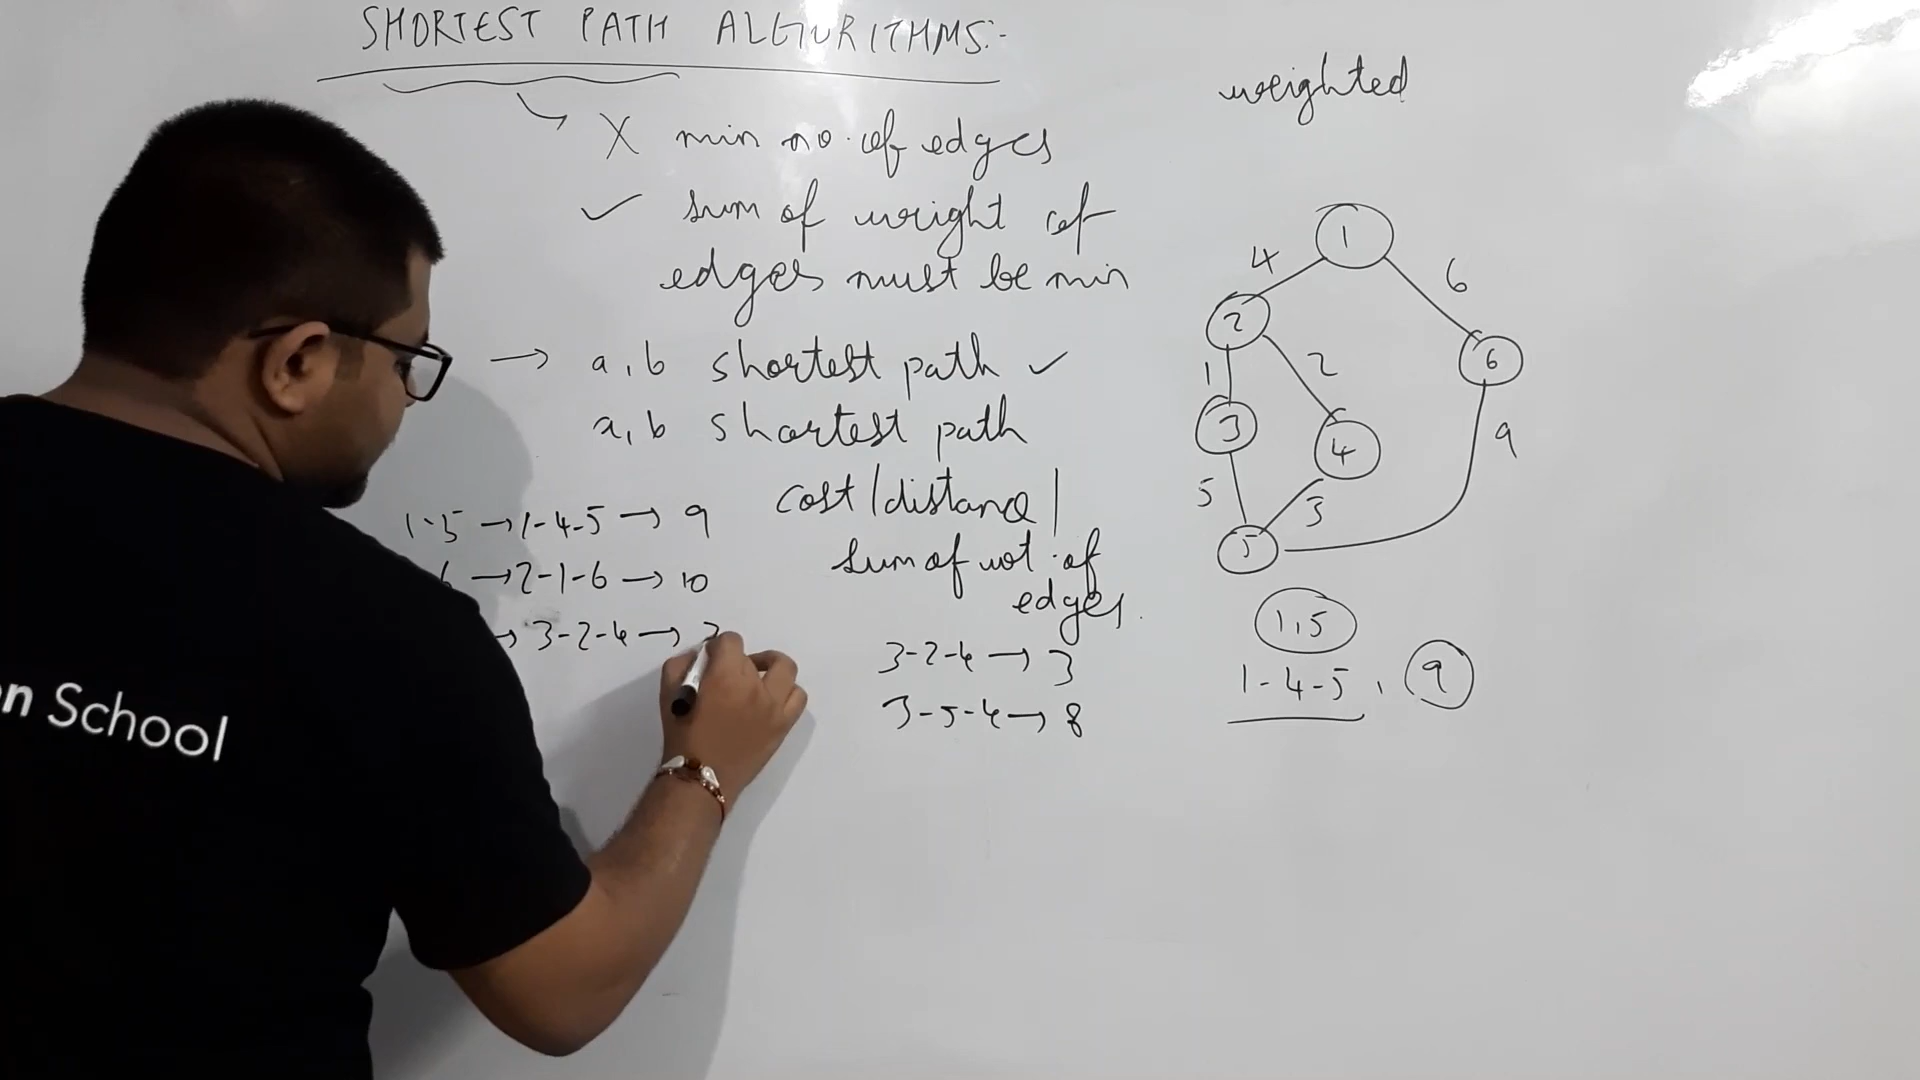 SHORTEST PATH ALGIURITHMS:-
X min no. of edges
✓ sum of weight of
edges must be min
→ a, b shortest path ✓
a, b shortest path
cost/distance/
sum of wt. of
edges.
1-5 → 1-4-5 → 9
6 → 2-1-6 → 10
→ 3-2-4 → 3
3-2-4 → 3
3-5-4 → 8
weighted
1
4
6
2
6
1
2
3
4
9
5
3
5
1,5
1-4-5, 9
n School